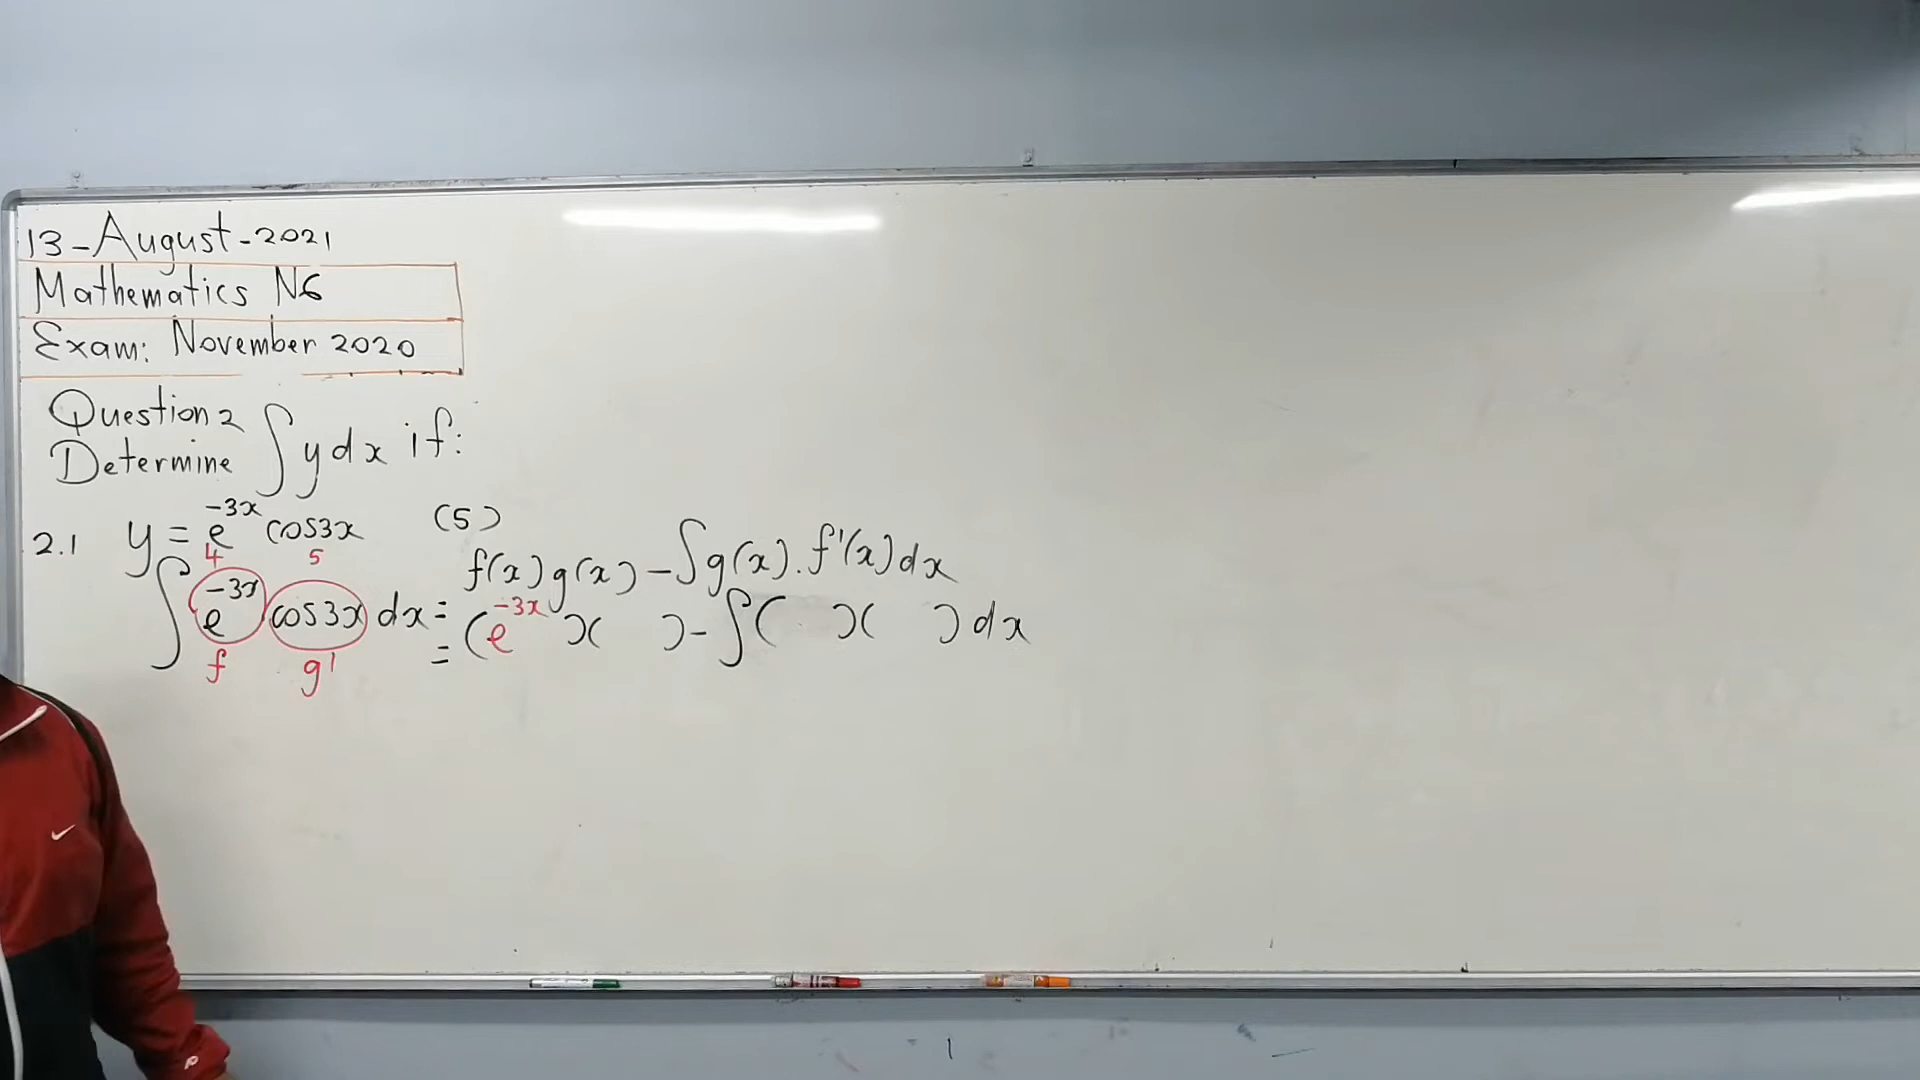 13-August-2021
Mathematics N6
Exam: November 2020
Question 2
Determine ∫ydx if:
2.1 y = e^{-3x} cos3x (5)
4 5
f(x)g(x) - ∫g(x).f'(x)dx
∫e^{-3x} cos3x dx = (e^{-3x} )( ) - ∫( )( )dx
=
f g'